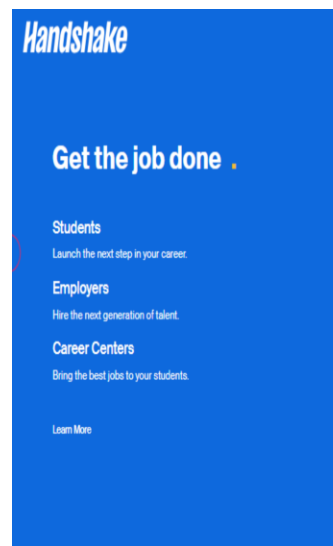 Handshake
Get the job done .
Students
Launch the next step in your career.
Employers
Hire the next generation of talent.
Career Centers
Bring the best jobs to your students.
Learn More